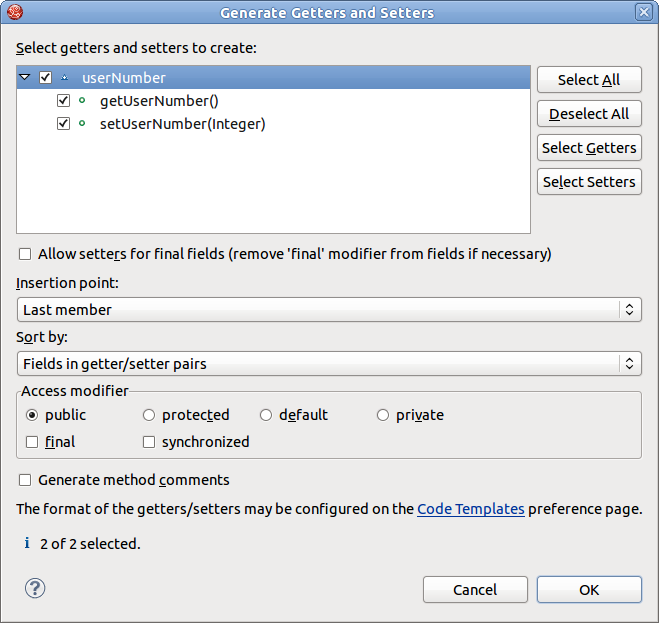 Generate Getters and Setters
Select getters and setters to create:
userNumber
getUserNumber()
setUserNumber(Integer)
Select All
Deselect All
Select Getters
Select Setters
Allow setters for final fields (remove 'final' modifier from fields if necessary)
Insertion point:
Last member
Sort by:
Fields in getter/setter pairs
Access modifier
public protected default private
final synchronized
Generate method comments
The format of the getters/setters may be configured on the Code Templates preference page.
i 2 of 2 selected.
? Cancel OK